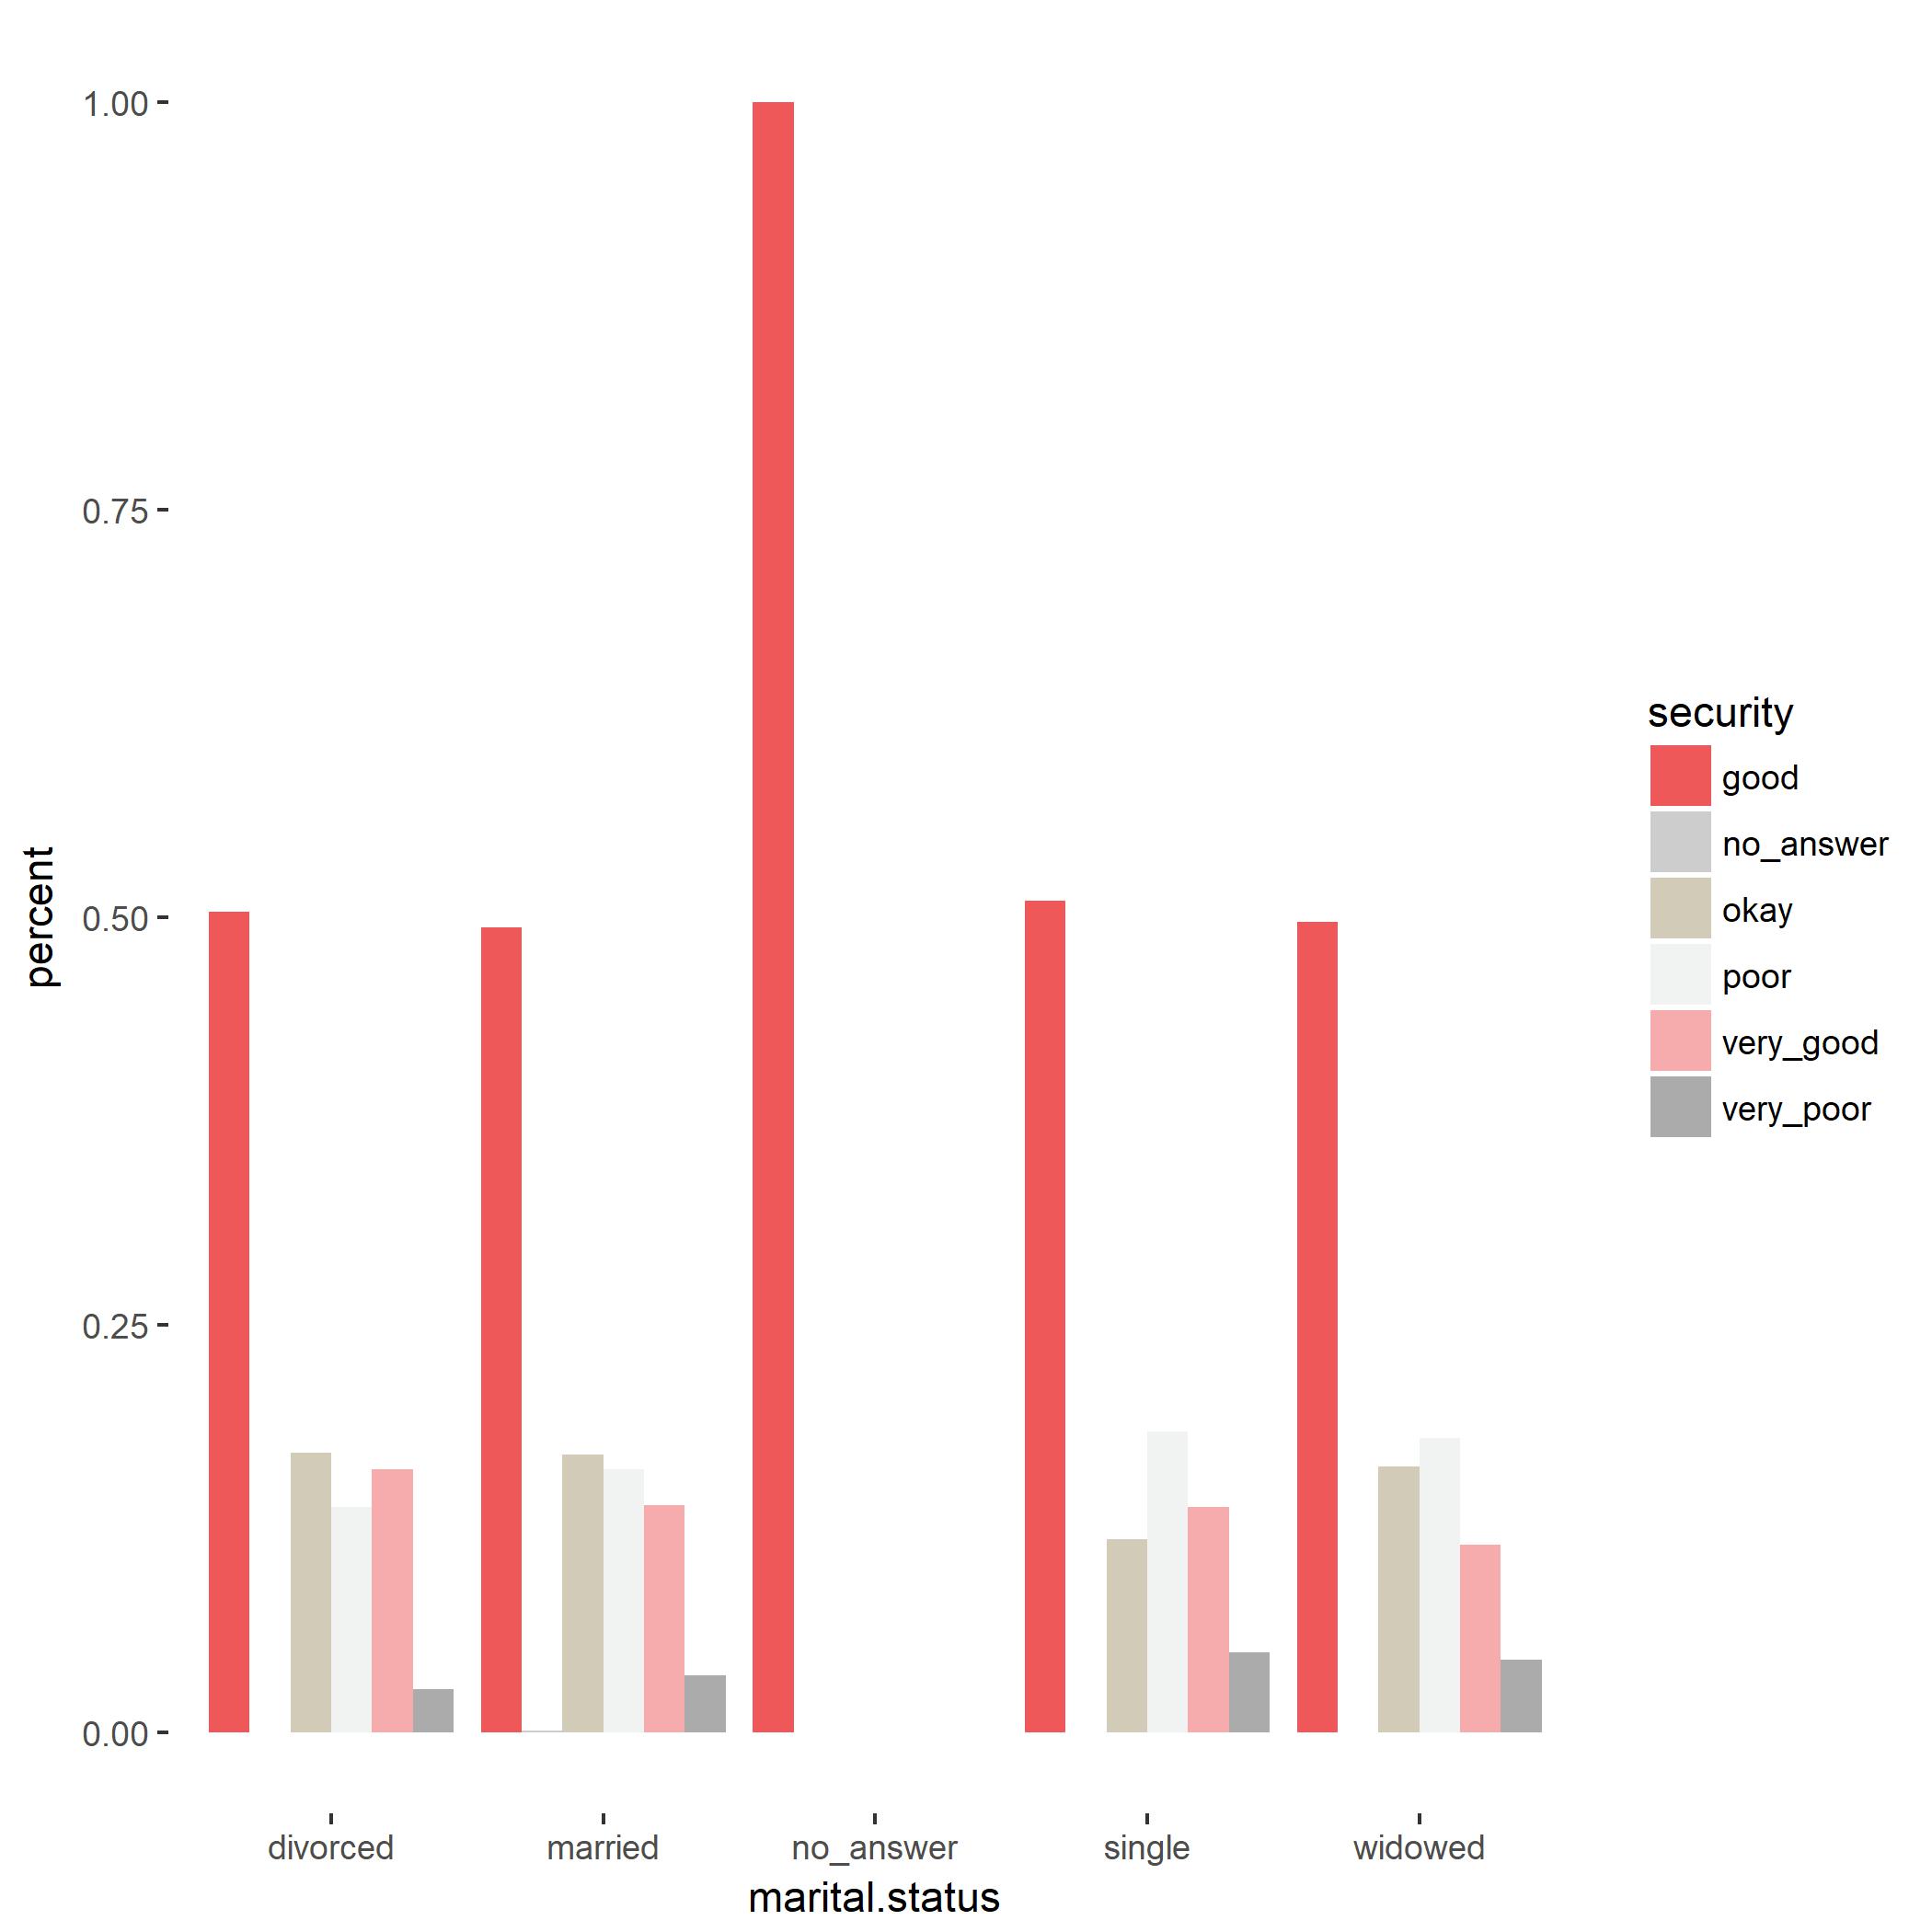 1.00
0.75
0.50
0.25
0.00
percent
divorced married no_answer single widowed
marital.status
security
good
no_answer
okay
poor
very_good
very_poor